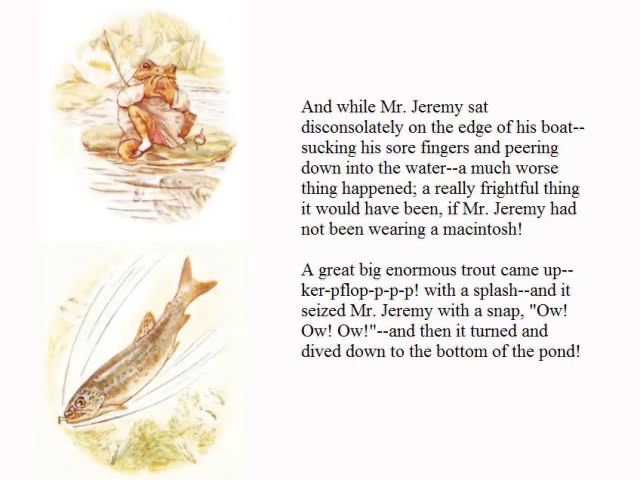 And while Mr. Jeremy sat
disconsolately on the edge of his boat--
sucking his sore fingers and peering
down into the water--a much worse
thing happened; a really frightful thing
it would have been, if Mr. Jeremy had
not been wearing a macintosh!
A great big enormous trout came up--
ker-pflop-p-p-p! with a splash--and it
seized Mr. Jeremy with a snap, "Ow!
Ow! Ow!"--and then it turned and
dived down to the bottom of the pond!